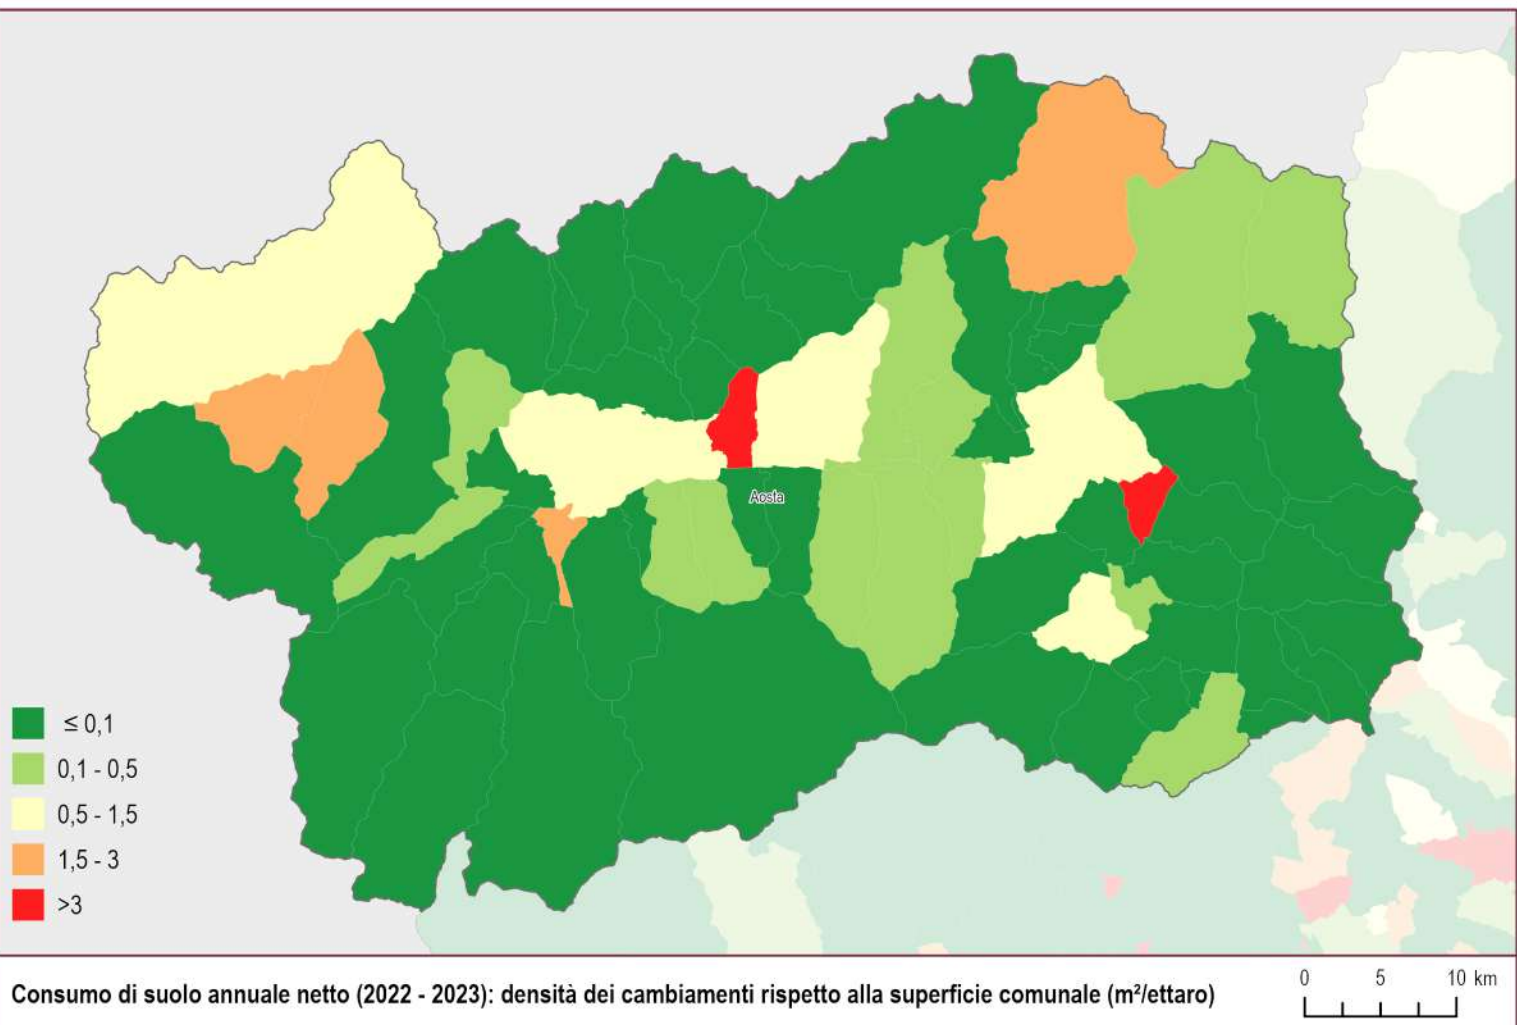 Aosta
≤ 0,1
0,1 - 0,5
0,5 - 1,5
1,5 - 3
>3
Consumo di suolo annuale netto (2022 - 2023): densità dei cambiamenti rispetto alla superficie comunale (m²/ettaro)
0 5 10 km